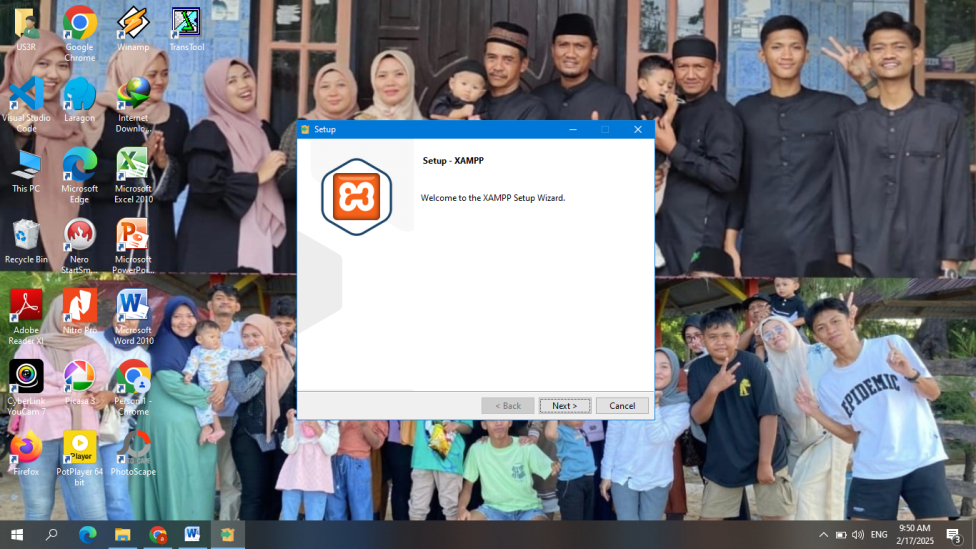 US3R
Google
Chrome
Winamp
TransTool
Visual Studio
Code
Laragon
Internet
Downlo...
This PC
Microsoft
Edge
Microsoft
Excel 2010
Recycle Bin
Nero
StartSm...
Microsoft
PowerPoi...
Adobe
Reader XI
Nitro Pro
Microsoft
Word 2010
CyberLink
YouCam 7
Picasa 3
Person 1 -
Chrome
Firefox
PotPlayer 64
bit
PhotoScape
Player
Setup
Setup - XAMPP
Welcome to the XAMPP Setup Wizard.
< Back
Next >
Cancel
EPIDEMIC
ENG
9:50 AM
2/17/2025
3